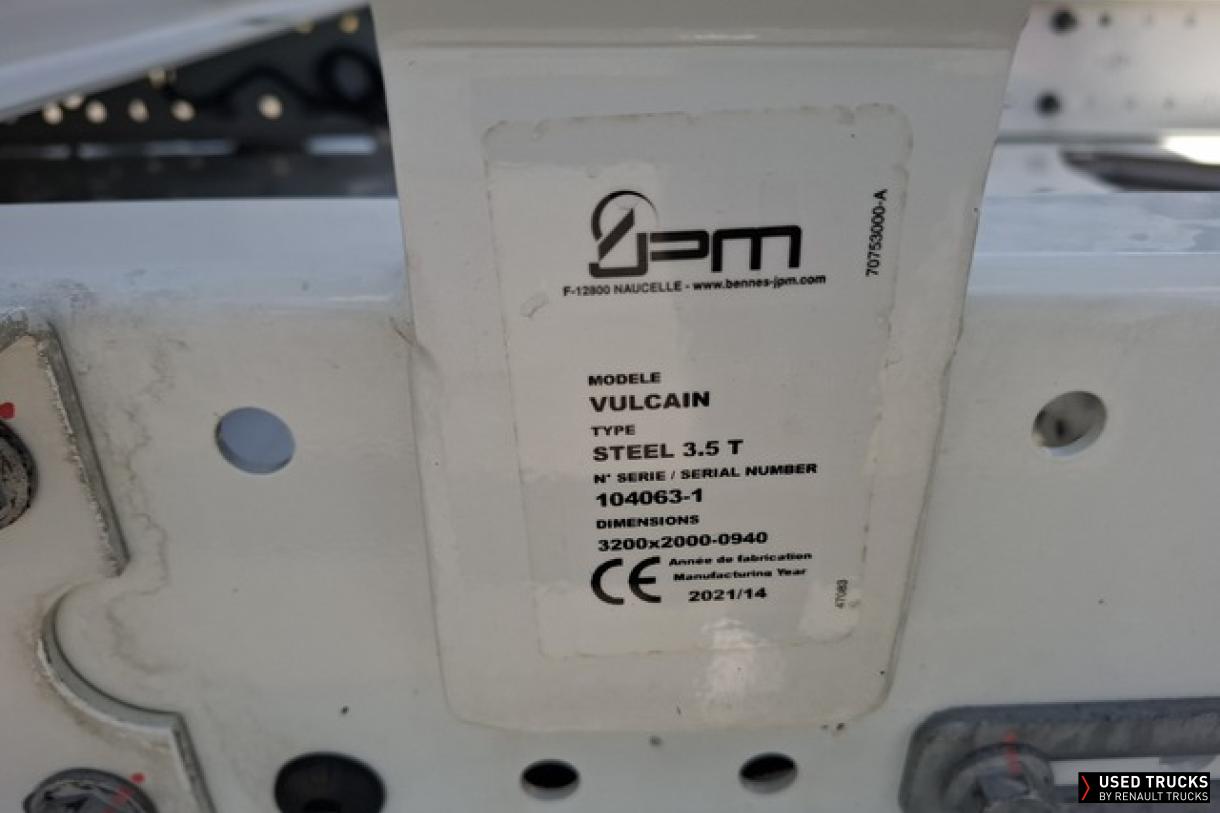 JPM
F-12800 NAUCELLE - www.bennes-jpm.com
70753000-A
MODELE
VULCAIN
TYPE
STEEL 3.5 T
N° SERIE / SERIAL NUMBER
104063-1
DIMENSIONS
3200x2000-0940
CE
Année de fabrication
Manufacturing Year
2021/14
47083
USED TRUCKS
BY RENAULT TRUCKS